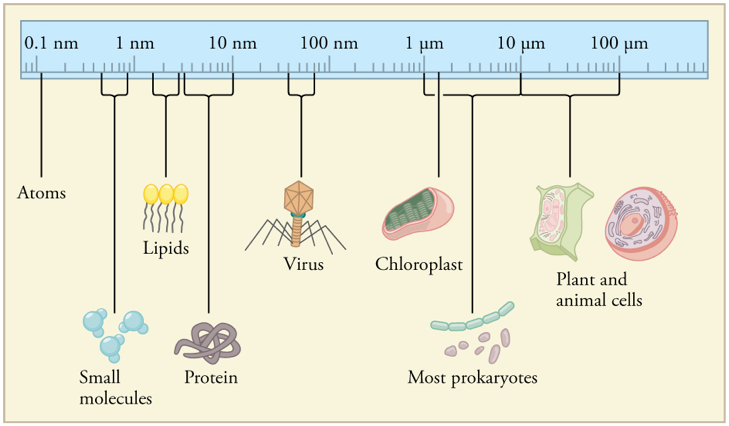 0.1 nm 1 nm 10 nm 100 nm 1 µm 10 µm 100 µm
Atoms
Lipids
Virus
Chloroplast
Plant and
animal cells
Small
molecules
Protein
Most prokaryotes